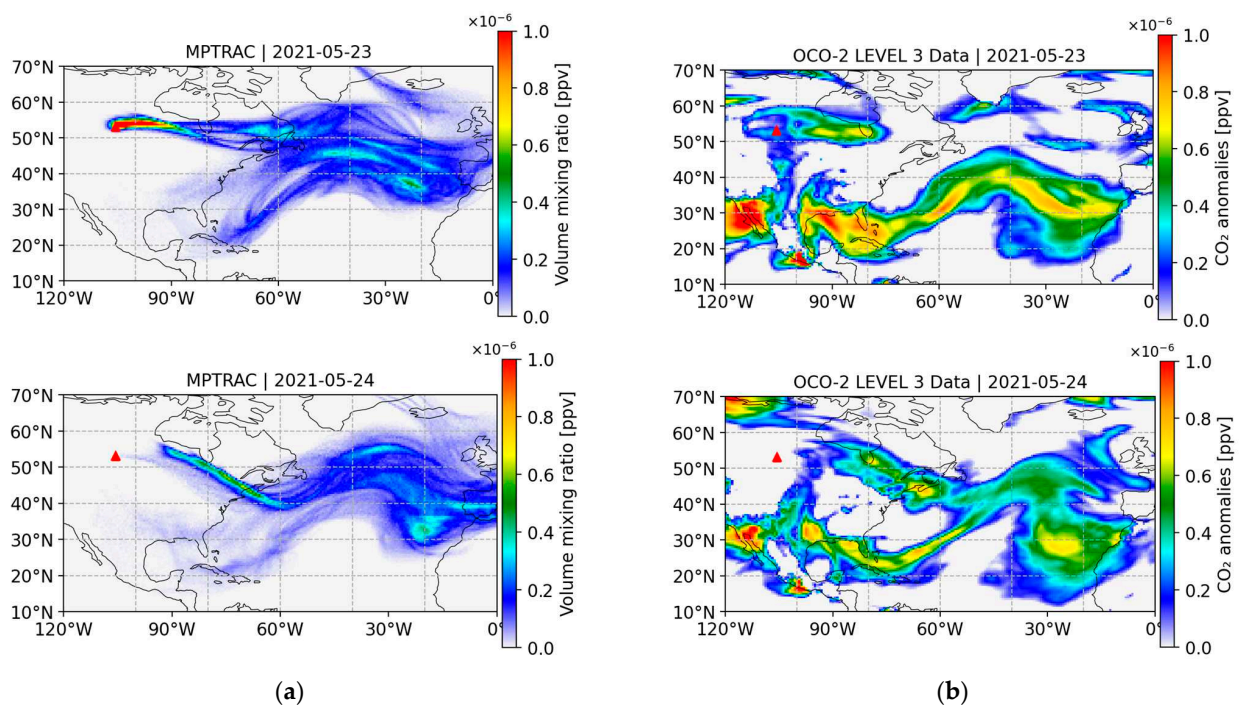 ×10⁻⁶
MPTRAC | 2021-05-23
70°N
60°N
50°N
40°N
30°N
20°N
10°N
120°W 90°W 60°W 30°W 0°
1.0
0.8
0.6
0.4
0.2
0.0
Volume mixing ratio [ppv]
×10⁻⁶
OCO-2 LEVEL 3 Data | 2021-05-23
70°N
60°N
50°N
40°N
30°N
20°N
10°N
120°W 90°W 60°W 30°W 0°
1.0
0.8
0.6
0.4
0.2
0.0
CO₂ anomalies [ppv]
×10⁻⁶
MPTRAC | 2021-05-24
70°N
60°N
50°N
40°N
30°N
20°N
10°N
120°W 90°W 60°W 30°W 0°
1.0
0.8
0.6
0.4
0.2
0.0
Volume mixing ratio [ppv]
×10⁻⁶
OCO-2 LEVEL 3 Data | 2021-05-24
70°N
60°N
50°N
40°N
30°N
20°N
10°N
120°W 90°W 60°W 30°W 0°
1.0
0.8
0.6
0.4
0.2
0.0
CO₂ anomalies [ppv]
(a)
(b)